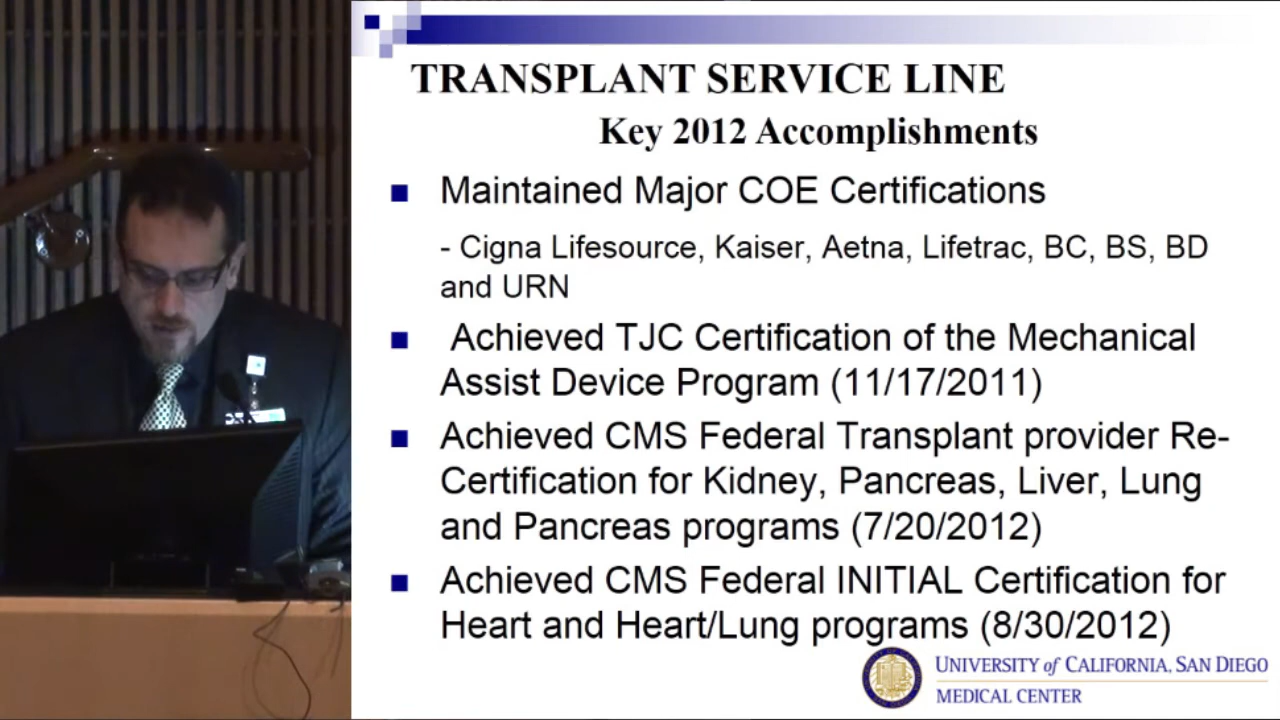 TRANSPLANT SERVICE LINE
Key 2012 Accomplishments
Maintained Major COE Certifications
- Cigna Lifesource, Kaiser, Aetna, Lifetrac, BC, BS, BD
and URN
Achieved TJC Certification of the Mechanical
Assist Device Program (11/17/2011)
Achieved CMS Federal Transplant provider Re-
Certification for Kidney, Pancreas, Liver, Lung
and Pancreas programs (7/20/2012)
Achieved CMS Federal INITIAL Certification for
Heart and Heart/Lung programs (8/30/2012)
UNIVERSITY of CALIFORNIA, SAN DIEGO
MEDICAL CENTER